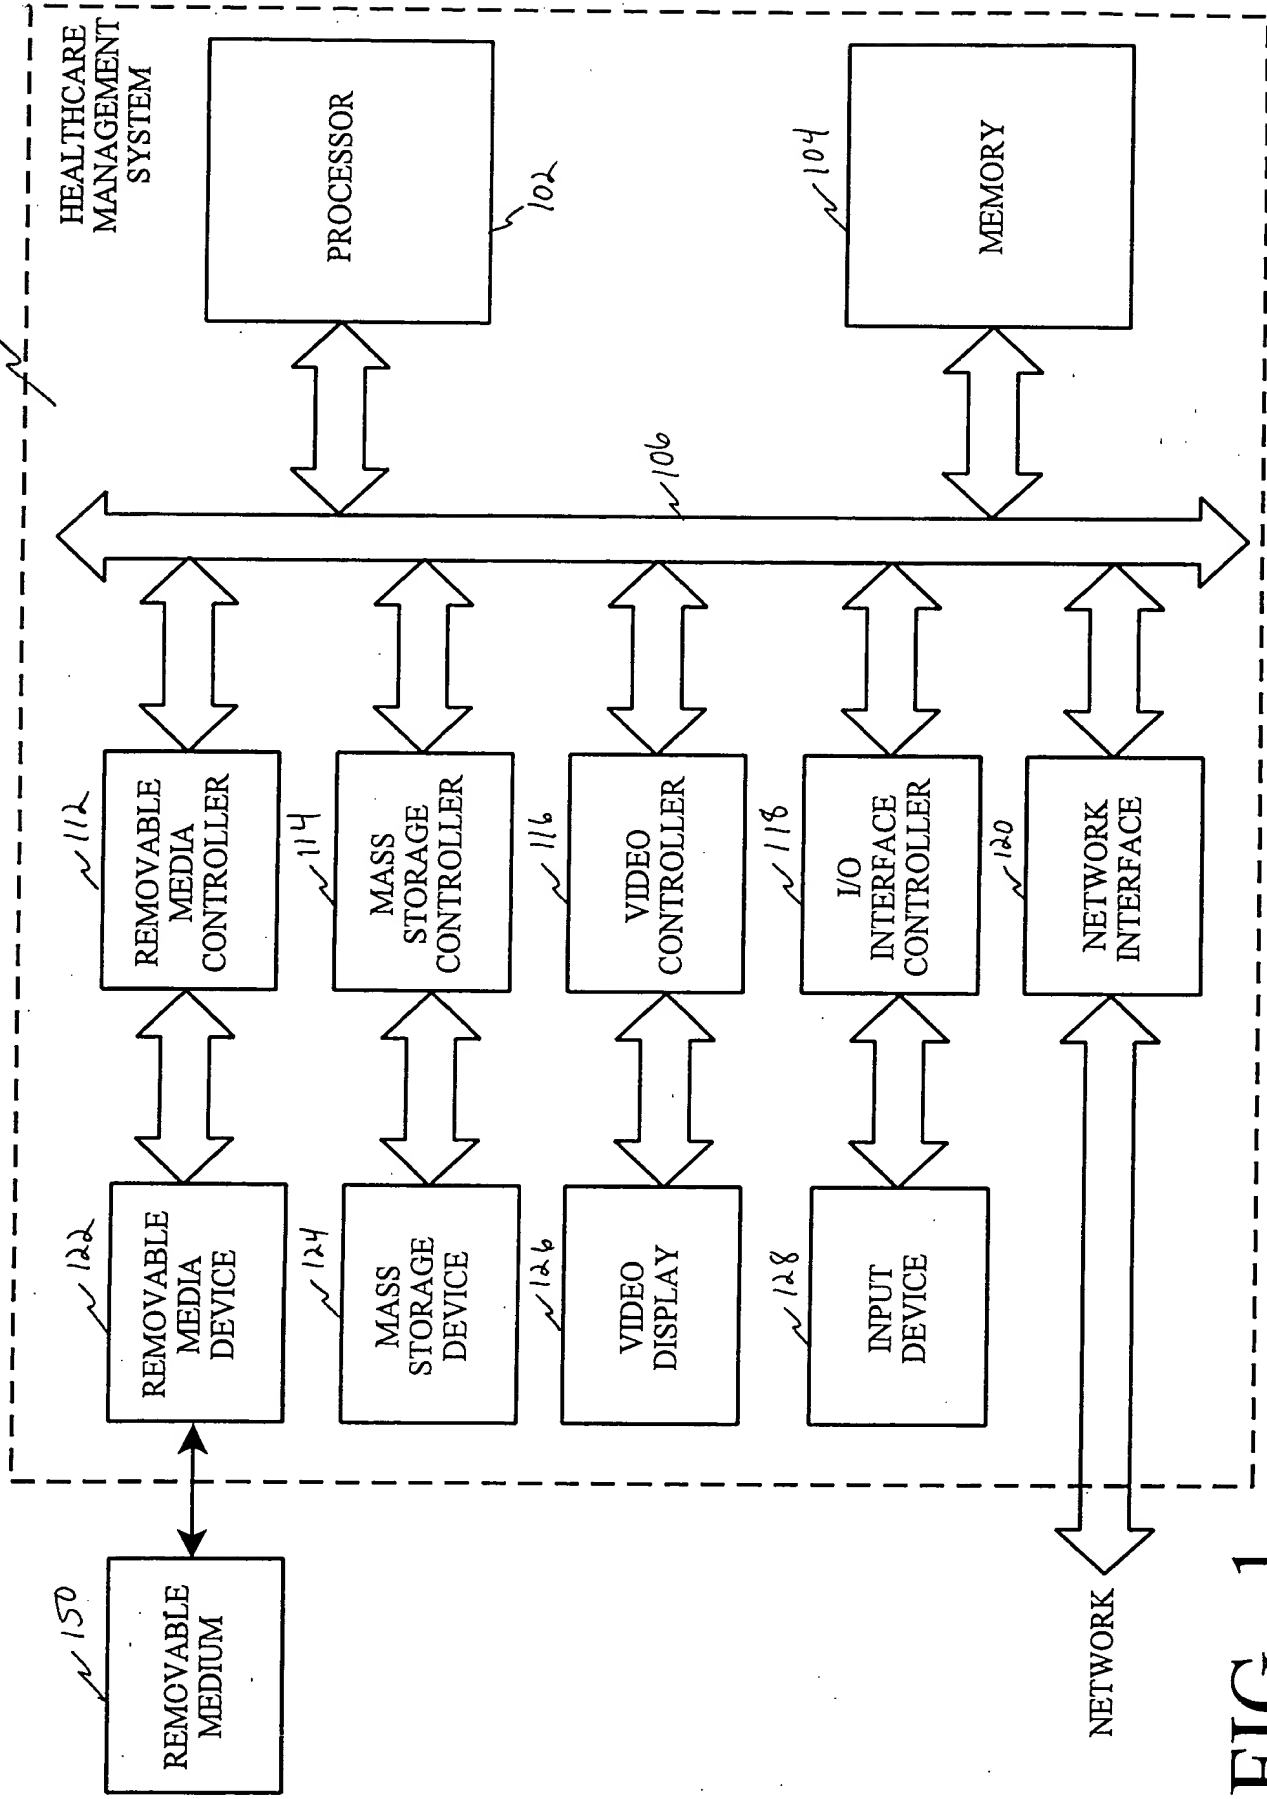 HEALTHCARE
MANAGEMENT
SYSTEM
PROCESSOR
102
104
MEMORY
106
112
REMOVABLE
MEDIA
CONTROLLER
114
MASS
STORAGE
CONTROLLER
116
VIDEO
CONTROLLER
118
I/O
INTERFACE
CONTROLLER
120
NETWORK
INTERFACE
122
REMOVABLE
MEDIA
DEVICE
124
MASS
STORAGE
DEVICE
126
VIDEO
DISPLAY
128
INPUT
DEVICE
150
REMOVABLE
MEDIUM
NETWORK
FIG. 1